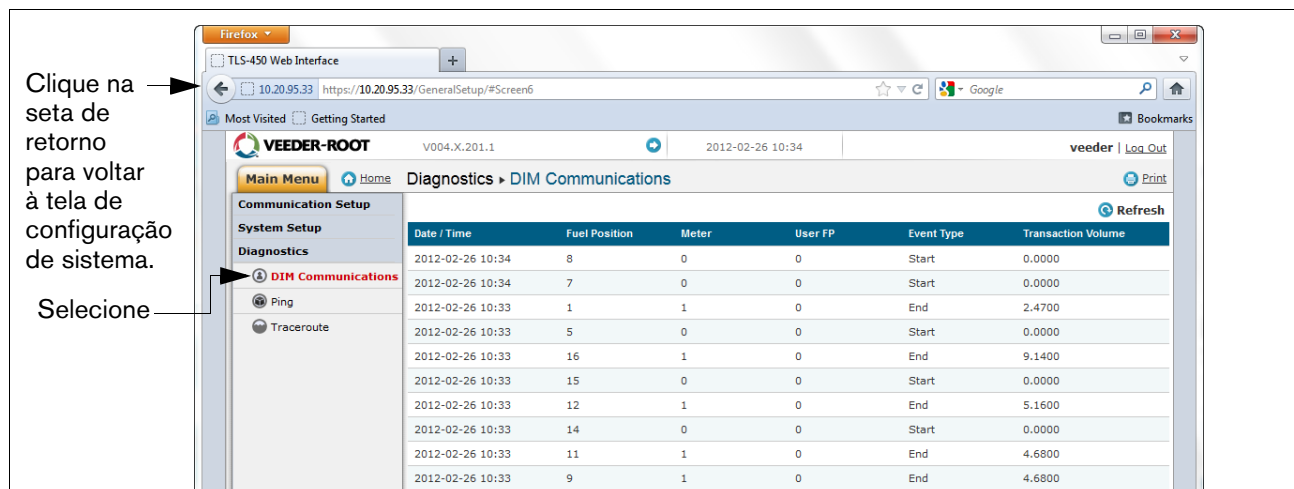 Clique na
seta de
retorno
para voltar
à tela de
configuração
de sistema.
Selecione
Firefox
TLS-450 Web Interface
10.20.95.33 https://10.20.95.33/GeneralSetup/#Screen6
Google
Most Visited Getting Started
Bookmarks
VEEDER-ROOT V004.X.201.1 2012-02-26 10:34 veeder | Log Out
Main Menu Home Diagnostics ▸ DIM Communications Print
Communication Setup
System Setup
Diagnostics
DIM Communications
Ping
Traceroute
Refresh
Date / Time Fuel Position Meter User FP Event Type Transaction Volume
2012-02-26 10:34 8 0 0 Start 0.0000
2012-02-26 10:34 7 0 0 Start 0.0000
2012-02-26 10:33 1 1 0 End 2.4700
2012-02-26 10:33 5 0 0 Start 0.0000
2012-02-26 10:33 16 1 0 End 9.1400
2012-02-26 10:33 15 0 0 Start 0.0000
2012-02-26 10:33 12 1 0 End 5.1600
2012-02-26 10:33 14 0 0 Start 0.0000
2012-02-26 10:33 11 1 0 End 4.6800
2012-02-26 10:33 9 1 0 End 4.6800